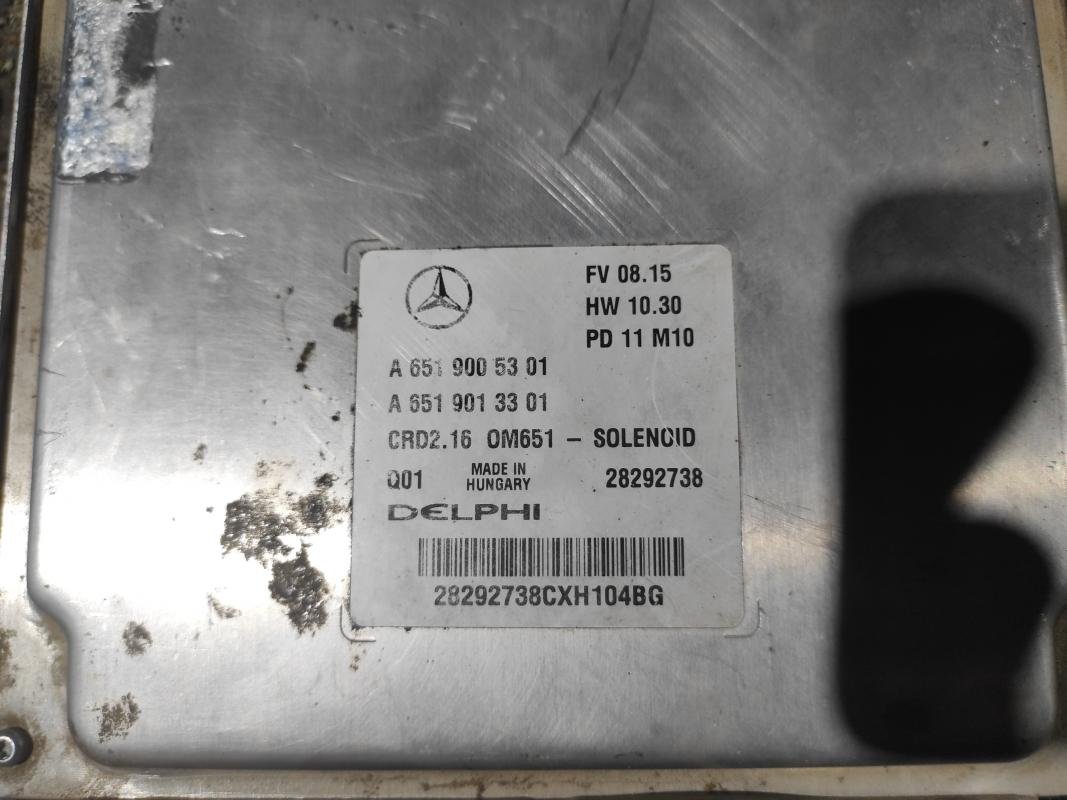 FV 08.15
HW 10.30
PD 11 M10
A 651 900 53 01
A 651 901 33 01
CRD2.16 OM651 – SOLENOID
Q01 MADE IN HUNGARY 28292738
DELPHI
28292738CXH104BG